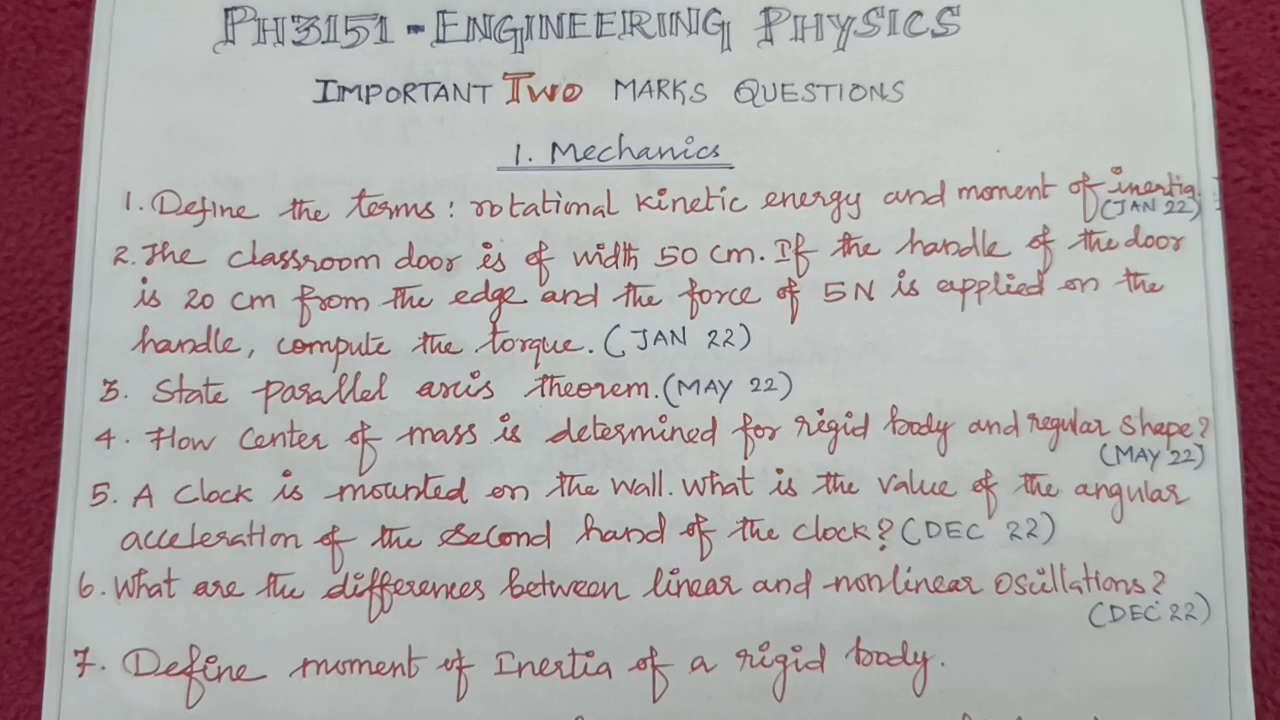 PH3151 - ENGINEERING PHYSICS
IMPORTANT TWO MARKS QUESTIONS
1. Mechanics
1. Define the terms: rotational kinetic energy and moment of inertia.
(JAN 22)
2. The classroom door is of width 50 cm. If the handle of the door
is 20 cm from the edge and the force of 5N is applied on the
handle, compute the torque. (JAN 22)
3. State parallel axis theorem. (MAY 22)
4. How center of mass is determined for rigid body and regular shape?
(MAY 22)
5. A Clock is mounted on the wall. What is the value of the angular
acceleration of the second hand of the clock? (DEC 22)
6. What are the differences between linear and nonlinear oscillations?
(DEC 22)
7. Define moment of Inertia of a rigid body.